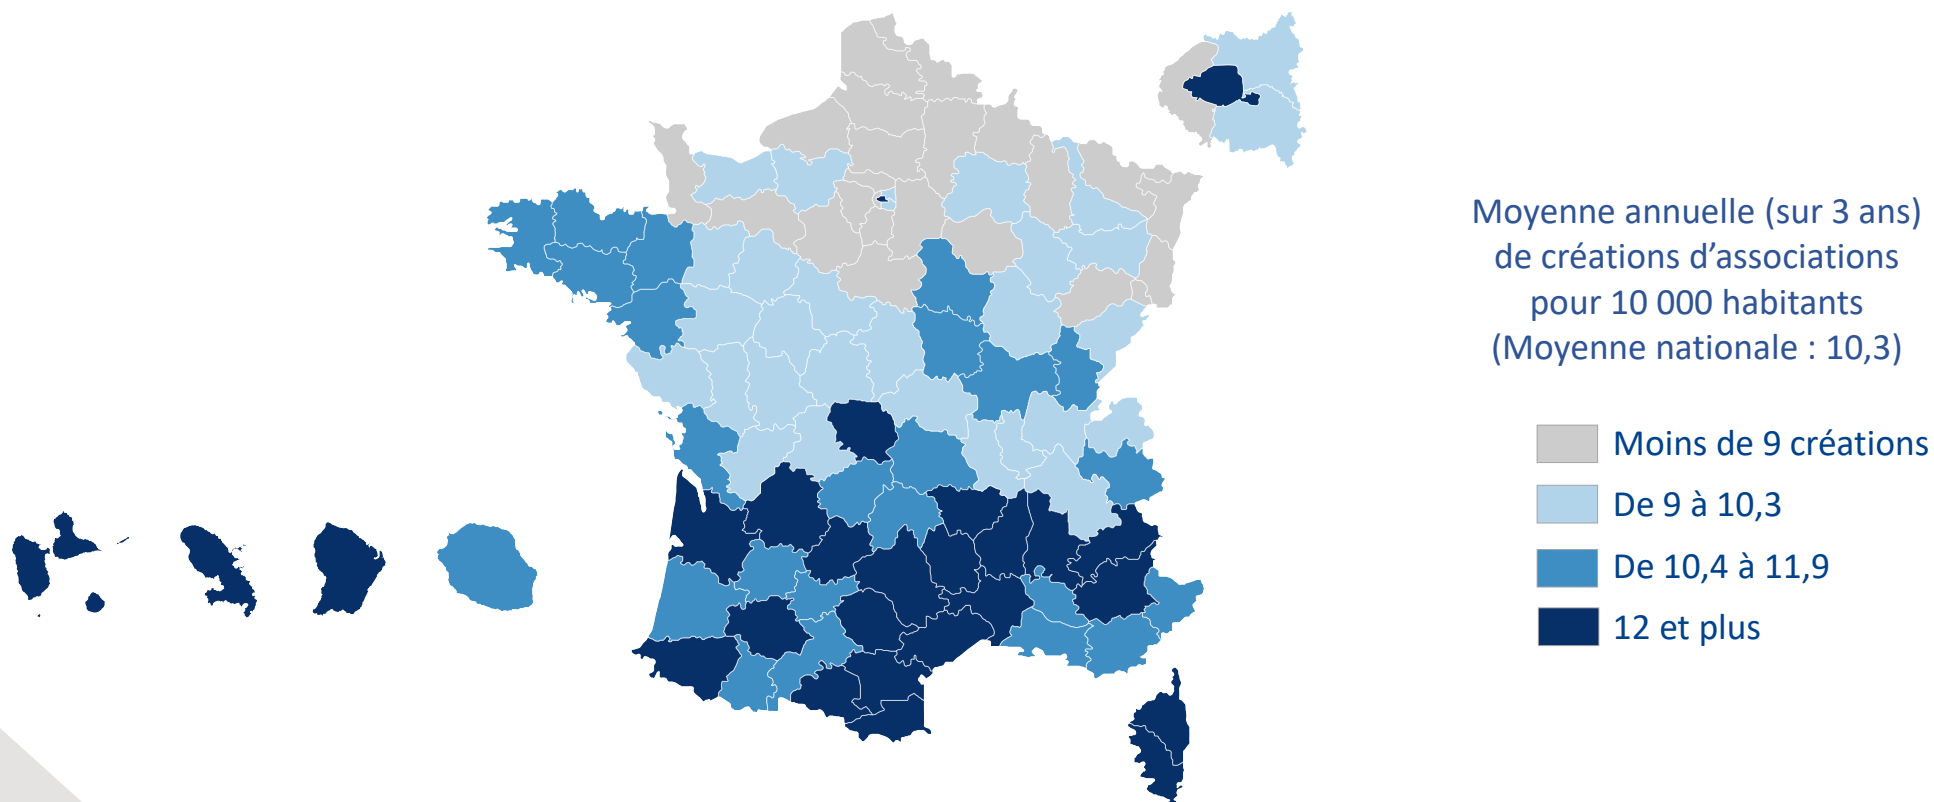 Moyenne annuelle (sur 3 ans)
de créations d’associations
pour 10 000 habitants
(Moyenne nationale : 10,3)
Moins de 9 créations
De 9 à 10,3
De 10,4 à 11,9
12 et plus